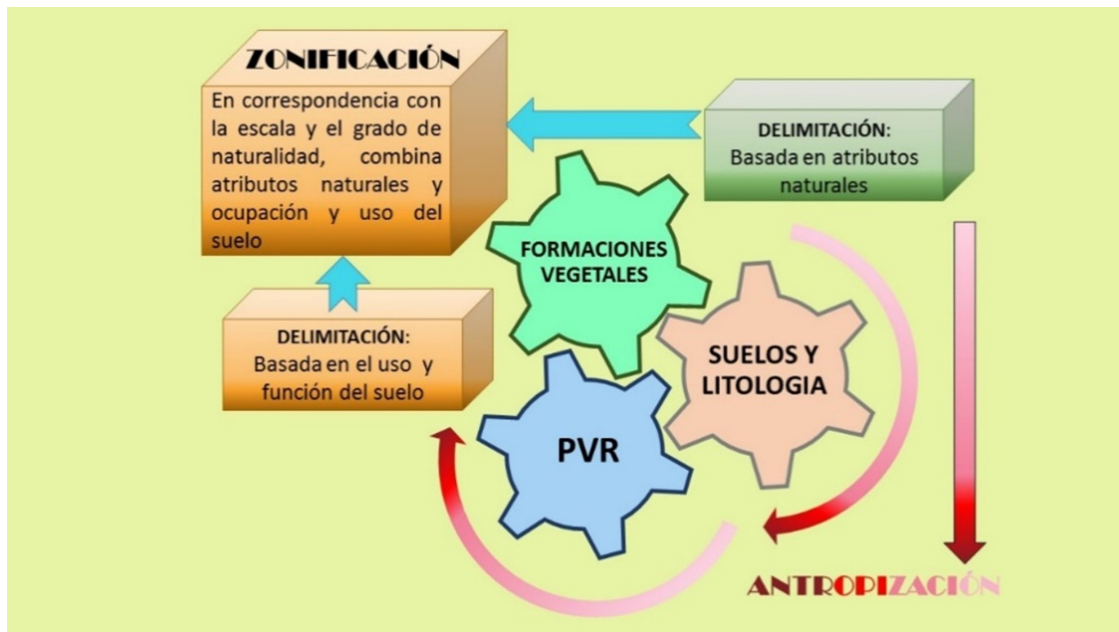 ZONIFICACIÓN
En correspondencia con
la escala y el grado de
naturalidad, combina
atributos naturales y
ocupación y uso del
suelo
DELIMITACIÓN:
Basada en atributos
naturales
FORMACIONES
VEGETALES
SUELOS Y
LITOLOGIA
DELIMITACIÓN:
Basada en el uso y
función del suelo
PVR
ANTROPIZACIÓN